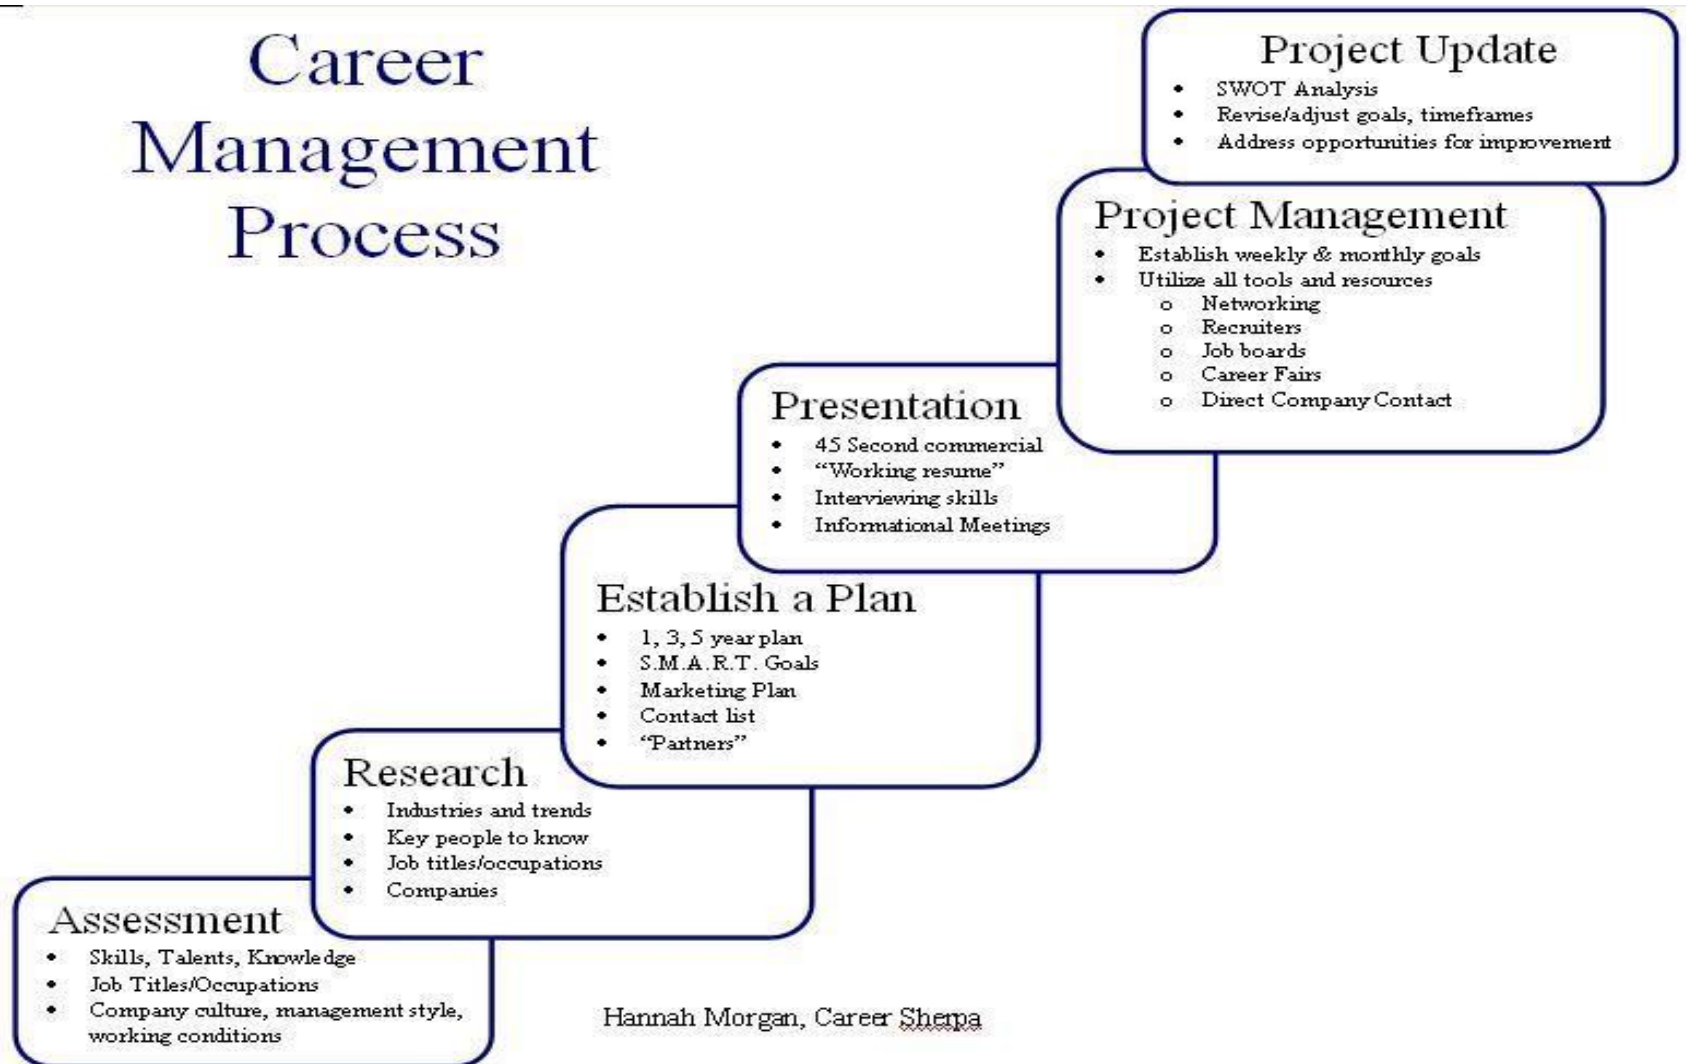 Career
Management
Process
Project Update
• SWOT Analysis
• Revise/adjust goals, timeframes
• Address opportunities for improvement
Project Management
• Establish weekly & monthly goals
• Utilize all tools and resources
o Networking
o Recruiters
o Job boards
o Career Fairs
o Direct Company Contact
Presentation
• 45 Second commercial
• “Working resume”
• Interviewing skills
• Informational Meetings
Establish a Plan
• 1, 3, 5 year plan
• S.M.A.R.T. Goals
• Marketing Plan
• Contact list
• “Partners”
Research
• Industries and trends
• Key people to know
• Job titles/occupations
• Companies
Assessment
• Skills, Talents, Knowledge
• Job Titles/Occupations
• Company culture, management style,
working conditions
Hannah Morgan, Career Sherpa